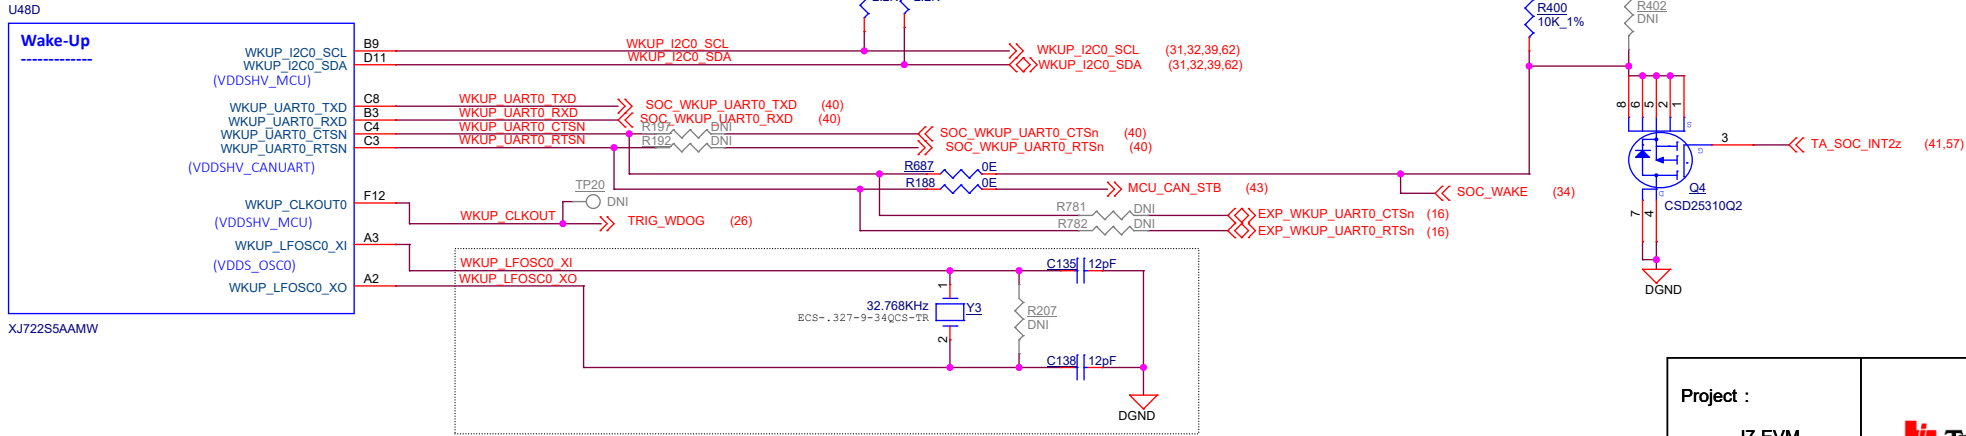 U48D
Wake-Up
-------------
WKUP_I2C0_SCL B9 WKUP_I2C0_SCL WKUP_I2C0_SCL (31,32,39,62)
WKUP_I2C0_SDA D11 WKUP_I2C0_SDA WKUP_I2C0_SDA (31,32,39,62)
(VDDSHV_MCU)
WKUP_UART0_TXD C8 WKUP_UART0_TXD SOC_WKUP_UART0_TXD (40)
WKUP_UART0_RXD B3 WKUP_UART0_RXD SOC_WKUP_UART0_RXD (40)
WKUP_UART0_CTSN C4 WKUP_UART0_CTSN R197 DNI SOC_WKUP_UART0_CTSn (40)
WKUP_UART0_RTSN C3 WKUP_UART0_RTSN R192 DNI SOC_WKUP_UART0_RTSn (40)
(VDDSHV_CANUART)
R687 0E
R188 0E MCU_CAN_STB (43)
SOC_WAKE (34)
TP20 DNI
WKUP_CLKOUT0 F12 WKUP_CLKOUT TRIG_WDOG (26)
(VDDSHV_MCU)
R781 DNI EXP_WKUP_UART0_CTSn (16)
R782 DNI EXP_WKUP_UART0_RTSn (16)
WKUP_LFOSC0_XI A3 WKUP_LFOSC0_XI
(VDDS_OSC0)
WKUP_LFOSC0_XO A2 WKUP_LFOSC0_XO
XJ722S5AAMW
C135 12pF
1
32.768KHz Y3
ECS-.327-9-34QCS-TR
2
R207
DNI
C138 12pF
DGND
R400
10K_1%
R402
DNI
8 6 5 2 1
S
3 TA_SOC_INT2z (41,57)
G
D
Q4
CSD25310Q2
7 4
DGND
Project :